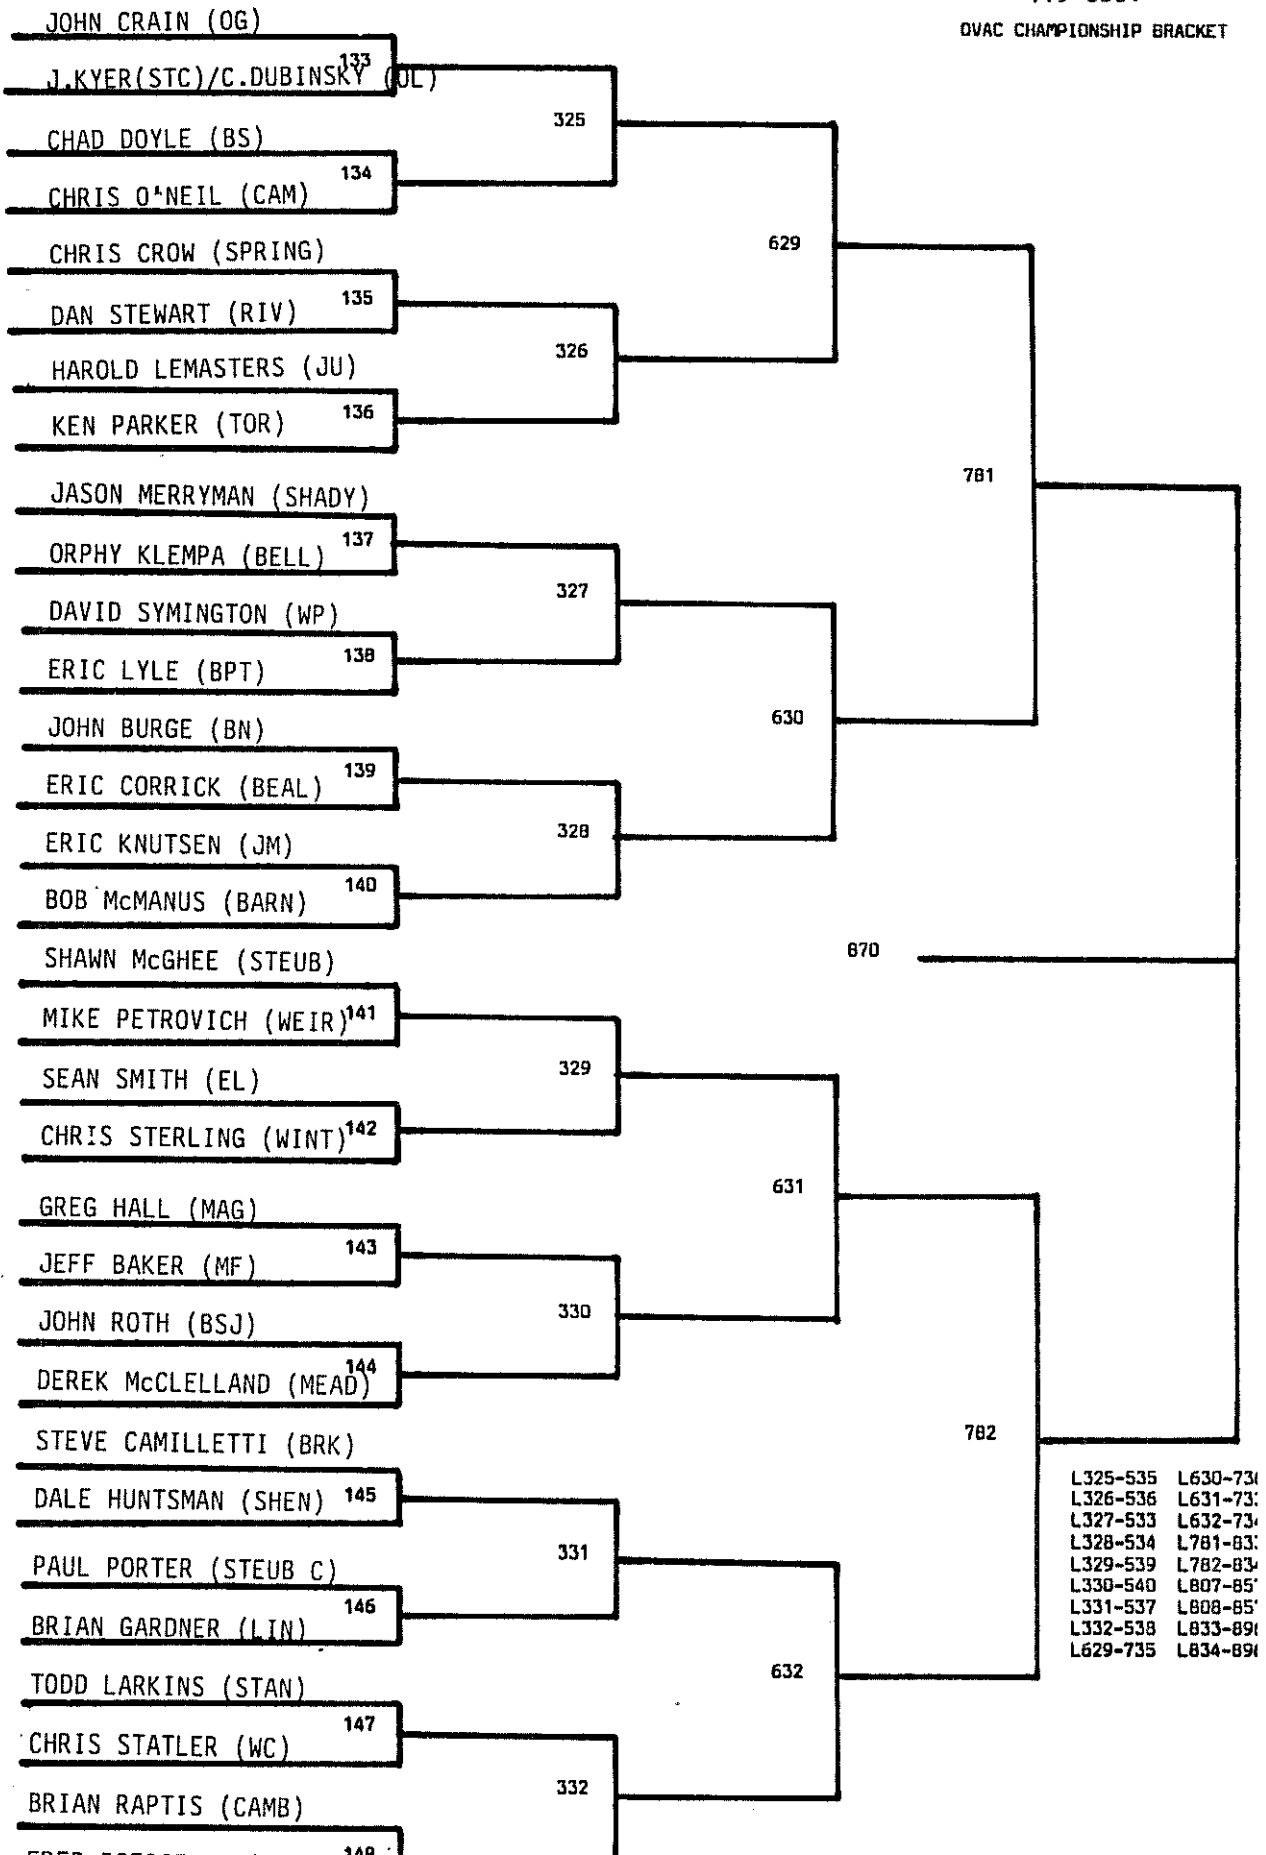 OVAC CHAMPIONSHIP BRACKET
JOHN CRAIN (OG)
133
J.KYER(STC)/C.DUBINSKY (OL)
325
CHAD DOYLE (BS)
134
CHRIS O'NEIL (CAM)
629
CHRIS CROW (SPRING)
135
DAN STEWART (RIV)
326
HAROLD LEMASTERS (JU)
136
KEN PARKER (TOR)
781
JASON MERRYMAN (SHADY)
137
ORPHY KLEMPA (BELL)
327
DAVID SYMINGTON (WP)
138
ERIC LYLE (BPT)
630
JOHN BURGE (BN)
139
ERIC CORRICK (BEAL)
328
ERIC KNUTSEN (JM)
140
BOB McMANUS (BARN)
870
SHAWN McGHEE (STEUB)
141
MIKE PETROVICH (WEIR)
329
SEAN SMITH (EL)
142
CHRIS STERLING (WINT)
631
GREG HALL (MAG)
143
JEFF BAKER (MF)
330
JOHN ROTH (BSJ)
144
DEREK McCLELLAND (MEAD)
782
STEVE CAMILLETTI (BRK)
145
DALE HUNTSMAN (SHEN)
331
PAUL PORTER (STEUB C)
146
BRIAN GARDNER (LIN)
632
TODD LARKINS (STAN)
147
CHRIS STATLER (WC)
332
BRIAN RAPTIS (CAMB)
148
L325-535
L326-536
L327-533
L328-534
L329-539
L330-540
L331-537
L332-538
L629-735